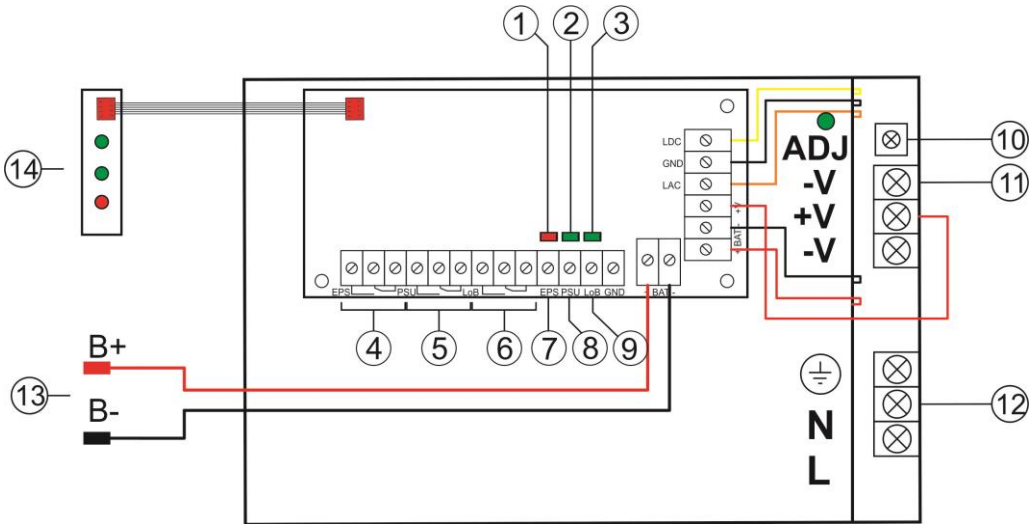 1 2 3
14
LDC
GND
LAC
+V
- BAT +
ADJ
-V
+V
-V
10
11
EPS PSU LoB EPS PSU LoB GND + BAT -
4 5 6 7 8 9
B+
B-
13
N
L
12